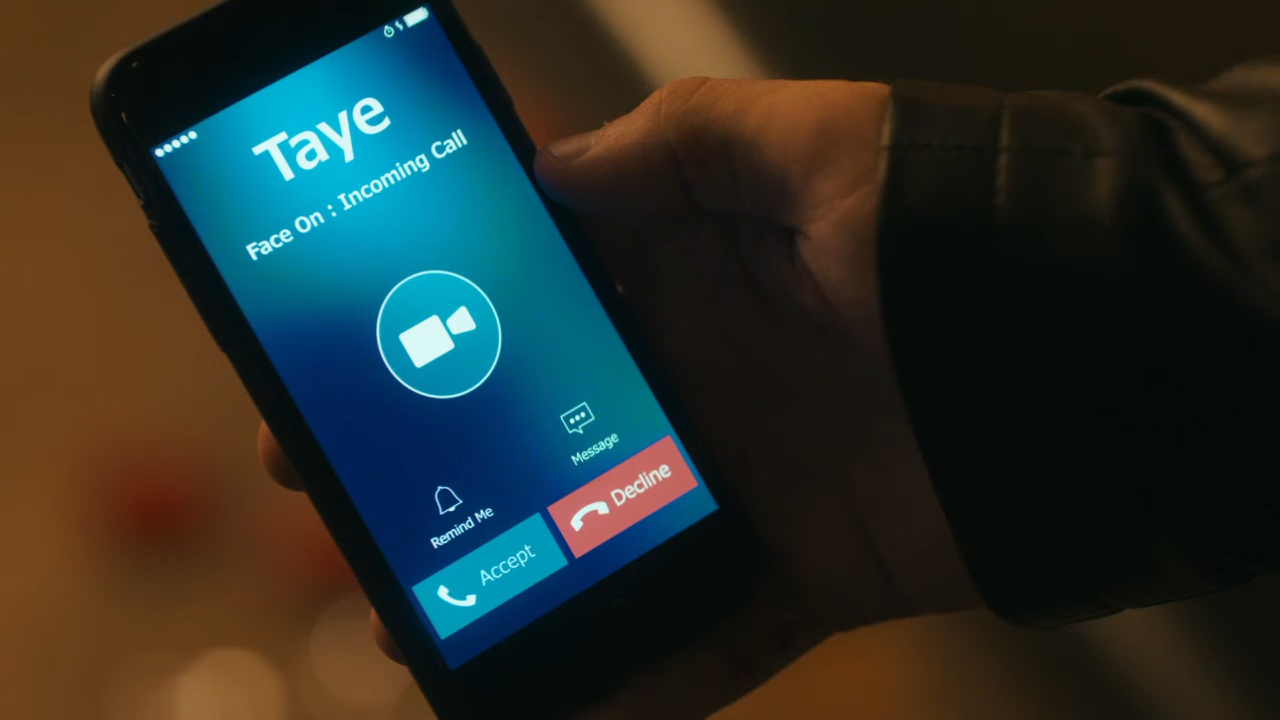 Taye
Face On : Incoming Call
Message
Remind Me
Decline
Accept